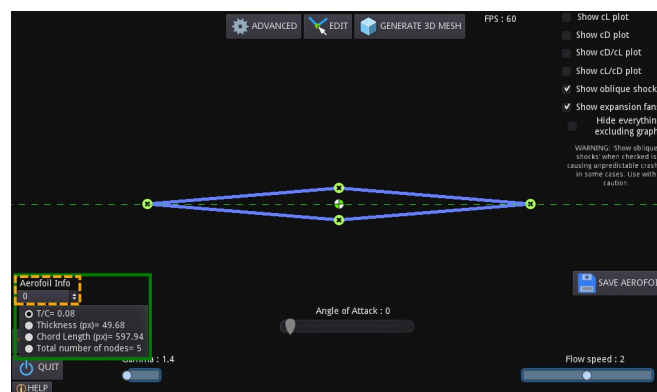 ADVANCED
EDIT
GENERATE 3D MESH
FPS : 60
Show cL plot
Show cD plot
Show cD/cL plot
Show cL/cD plot
Show oblique shock
Show expansion fans
Hide everythin
excluding graph
WARNING: 'Show oblique
shocks' when checked is
causing unpredictable crash
in some cases. Use with
caution.
Aerofoil Info
0
T/C= 0.08
Thickness (px)= 49.68
Chord Length (px)= 597.94
Total number of nodes= 5
SAVE AEROFOI
Angle of Attack : 0
QUIT
Gamma : 1.4
Flow speed : 2
HELP